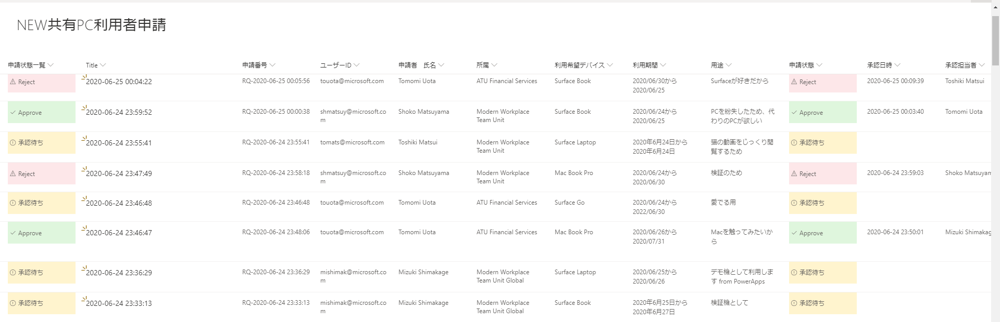 NEW共有PC利用者申請
申請状態一覧 Title 申請番号 ユーザーID 申請者 氏名 所属 利用希望デバイス 利用期間 用途 申請状態 承認日時 承認担当者
Reject 2020-06-25 00:04:22 RQ-2020-06-25 00:05:56 touota@microsoft.com Tomomi Uota ATU Financial Services Surface Book 2020/06/30から Surfaceが好きだから Reject 2020-06-25 00:09:39 Toshiki Matsui
2020/06/25
Approve 2020-06-24 23:59:52 RQ-2020-06-25 00:00:38 shmatsuy@microsoft.co Shoko Matsuyama Modern Workplace Surface Book 2020/06/24から PCを紛失したため、代 Approve 2020-06-25 00:03:40 Tomomi Uota
m Team Unit 2020/06/25 わりのPCが欲しい
承認待ち 2020-06-24 23:55:41 RQ-2020-06-24 23:55:41 tomats@microsoft.com Toshiki Matsui Modern Workplace Surface Laptop 2020年6月24日から 猫の動画をじっくり閲 承認待ち
Team Unit 2020年6月24日 覧するため
Reject 2020-06-24 23:47:49 RQ-2020-06-24 23:58:18 shmatsuy@microsoft.co Shoko Matsuyama Modern Workplace Mac Book Pro 2020/06/24から 検証のため Reject 2020-06-24 23:59:03 Shoko Matsuyam
m Team Unit 2020/06/30
承認待ち 2020-06-24 23:46:48 RQ-2020-06-24 23:46:48 touota@microsoft.com Tomomi Uota ATU Financial Services Surface Go 2020/06/24から 愛でる用 承認待ち
2022/06/30
Approve 2020-06-24 23:46:47 RQ-2020-06-24 23:48:06 touota@microsoft.com Tomomi Uota ATU Financial Services Mac Book Pro 2020/06/26から Macを触ってみたいか Approve 2020-06-24 23:50:01 Mizuki Shimakag
2020/07/31 ら
承認待ち 2020-06-24 23:36:29 RQ-2020-06-24 23:36:29 mishimak@microsoft.co Mizuki Shimakage Modern Workplace Surface Laptop 2020/06/25から デモ機として利用しま 承認待ち
m Team Unit Global 2020/06/26 す from PowerApps
承認待ち 2020-06-24 23:33:13 RQ-2020-06-24 23:33:13 mishimak@microsoft.co Mizuki Shimakage Modern Workplace Surface Book 2020年6月25日から 検証機として 承認待ち
m Team Unit Global 2020年6月27日